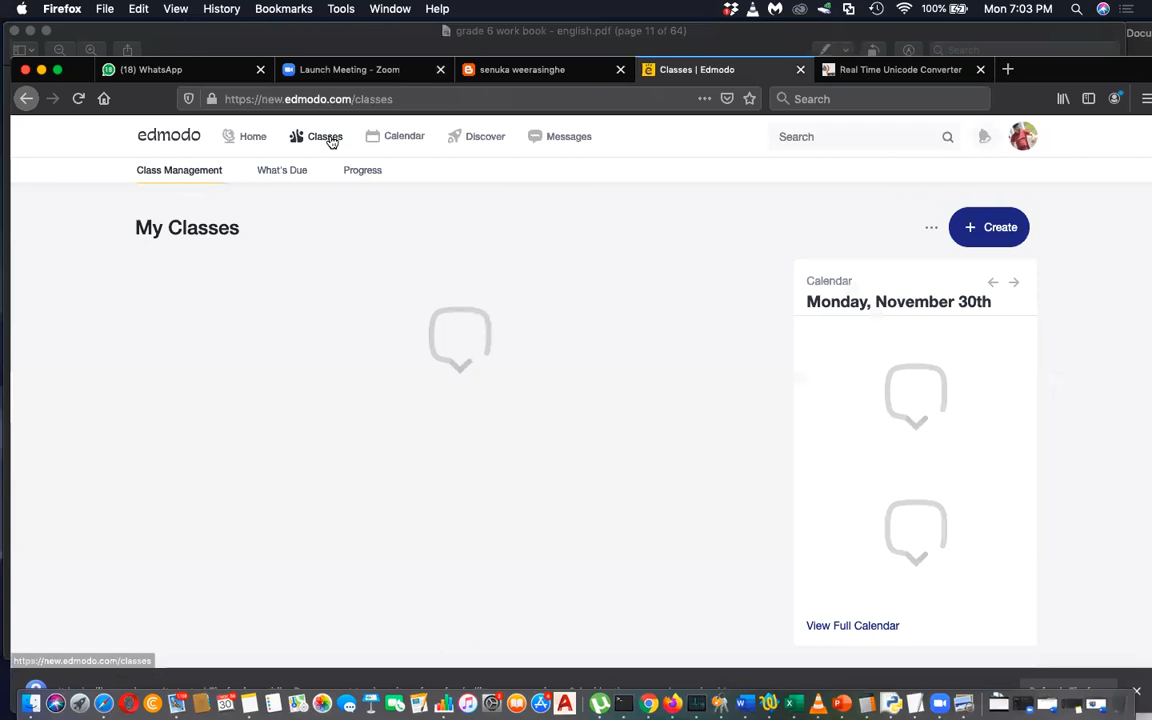 Firefox File Edit View History Bookmarks Tools Window Help 100% Mon 7:03 PM
grade 6 work book - english.pdf (page 11 of 64)
Search
(18) WhatsApp Launch Meeting - Zoom senuka weerasinghe Classes | Edmodo Real Time Unicode Converter
https://new.edmodo.com/classes Search
edmodo Home Classes Calendar Discover Messages Search
Class Management What's Due Progress
My Classes
Create
Calendar
Monday, November 30th
View Full Calendar
https://new.edmodo.com/classes